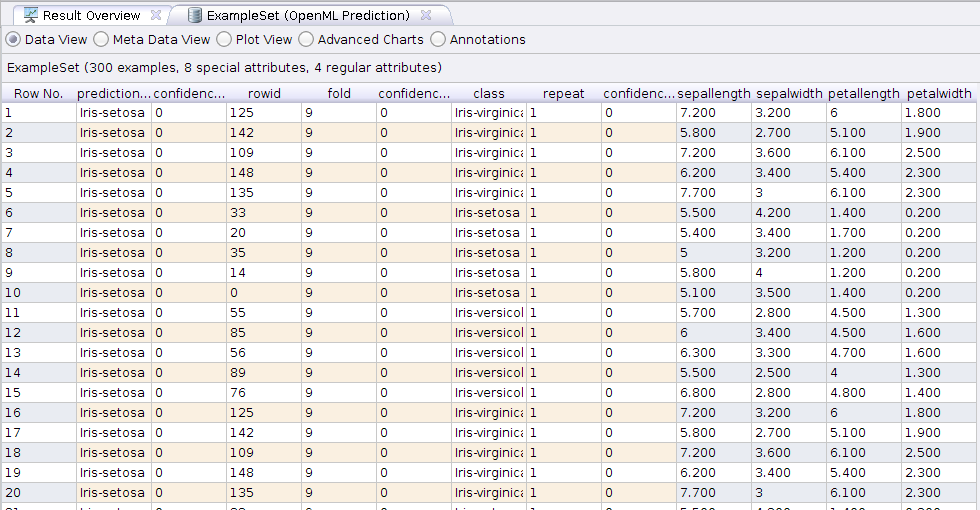 Result Overview ExampleSet (OpenML Prediction)
Data View Meta Data View Plot View Advanced Charts Annotations
ExampleSet (300 examples, 8 special attributes, 4 regular attributes)
Row No. prediction... confidenc... rowid fold confidenc... class repeat confidenc... sepallength sepalwidth petallength petalwidth
1 Iris-setosa 0 125 9 0 Iris-virginica 1 0 7.200 3.200 6 1.800
2 Iris-setosa 0 142 9 0 Iris-virginica 1 0 5.800 2.700 5.100 1.900
3 Iris-setosa 0 109 9 0 Iris-virginica 1 0 7.200 3.600 6.100 2.500
4 Iris-setosa 0 148 9 0 Iris-virginica 1 0 6.200 3.400 5.400 2.300
5 Iris-setosa 0 135 9 0 Iris-virginica 1 0 7.700 3 6.100 2.300
6 Iris-setosa 0 33 9 0 Iris-setosa 1 0 5.500 4.200 1.400 0.200
7 Iris-setosa 0 20 9 0 Iris-setosa 1 0 5.400 3.400 1.700 0.200
8 Iris-setosa 0 35 9 0 Iris-setosa 1 0 5 3.200 1.200 0.200
9 Iris-setosa 0 14 9 0 Iris-setosa 1 0 5.800 4 1.200 0.200
10 Iris-setosa 0 0 9 0 Iris-setosa 1 0 5.100 3.500 1.400 0.200
11 Iris-setosa 0 55 9 0 Iris-versicol 1 0 5.700 2.800 4.500 1.300
12 Iris-setosa 0 85 9 0 Iris-versicol 1 0 6 3.400 4.500 1.600
13 Iris-setosa 0 56 9 0 Iris-versicol 1 0 6.300 3.300 4.700 1.600
14 Iris-setosa 0 89 9 0 Iris-versicol 1 0 5.500 2.500 4 1.300
15 Iris-setosa 0 76 9 0 Iris-versicol 1 0 6.800 2.800 4.800 1.400
16 Iris-setosa 0 125 9 0 Iris-virginica 1 0 7.200 3.200 6 1.800
17 Iris-setosa 0 142 9 0 Iris-virginica 1 0 5.800 2.700 5.100 1.900
18 Iris-setosa 0 109 9 0 Iris-virginica 1 0 7.200 3.600 6.100 2.500
19 Iris-setosa 0 148 9 0 Iris-virginica 1 0 6.200 3.400 5.400 2.300
20 Iris-setosa 0 135 9 0 Iris-virginica 1 0 7.700 3 6.100 2.300